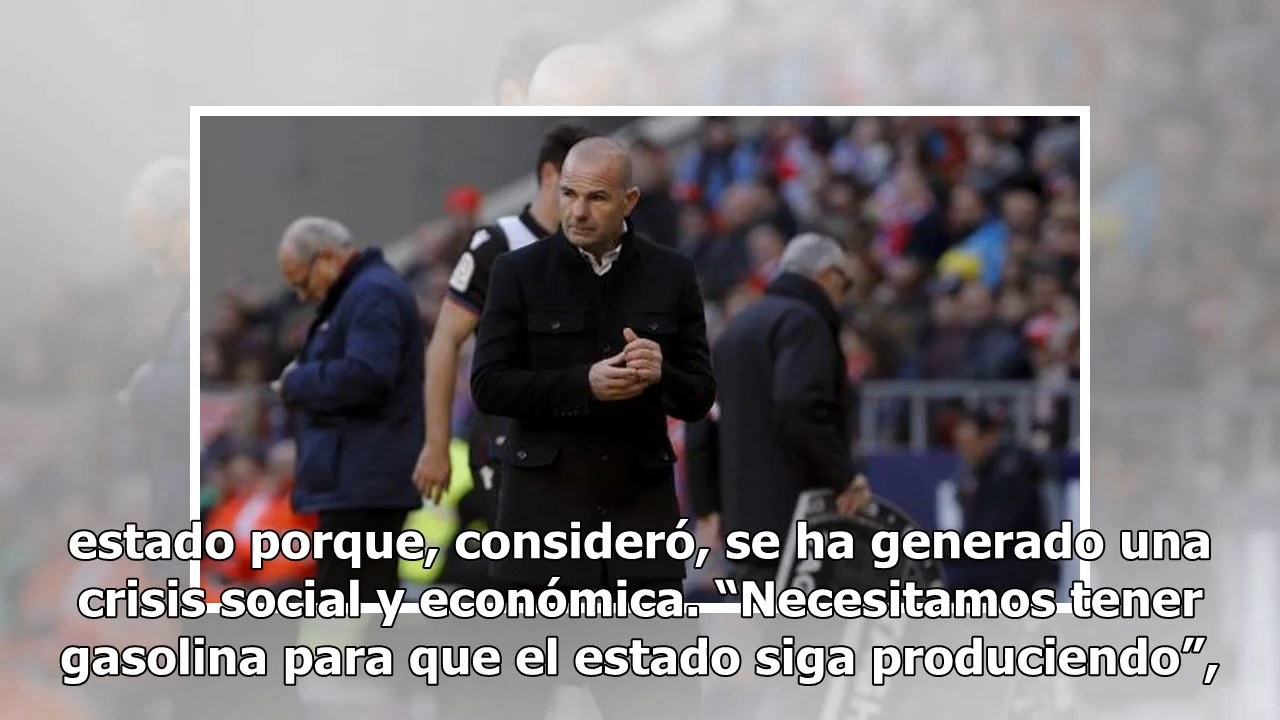 estado porque, consideró, se ha generado una
crisis social y económica. “Necesitamos tener
gasolina para que el estado siga produciendo”,